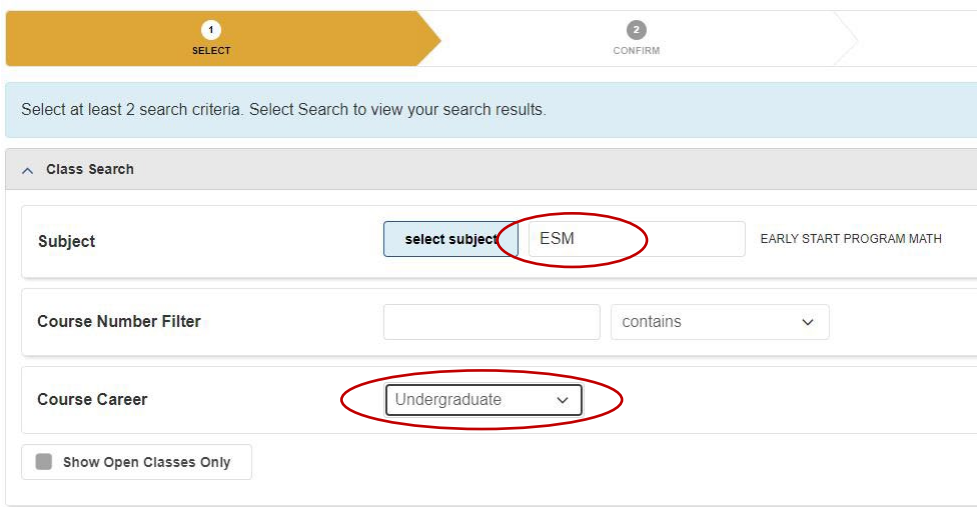 1
SELECT
2
CONFIRM
Select at least 2 search criteria. Select Search to view your search results.
Class Search
Subject
select subject
ESM
EARLY START PROGRAM MATH
Course Number Filter
contains
Course Career
Undergraduate
Show Open Classes Only